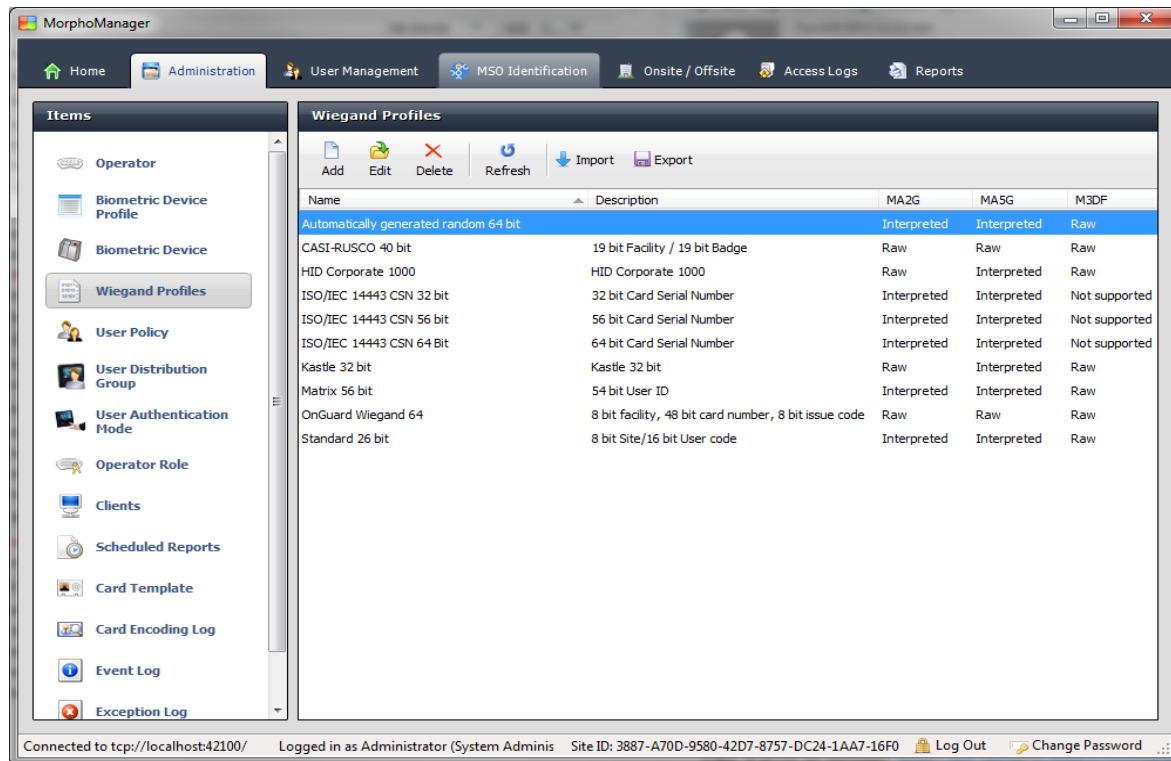 MorphoManager
Home Administration User Management MSO Identification Onsite / Offsite Access Logs Reports
Items
Operator
Biometric Device
Profile
Biometric Device
Wiegand Profiles
User Policy
User Distribution
Group
User Authentication
Mode
Operator Role
Clients
Scheduled Reports
Card Template
Card Encoding Log
Event Log
Exception Log
Wiegand Profiles
Add Edit Delete Refresh Import Export
Name Description MA2G MA5G M3DF
Automatically generated random 64 bit Interpreted Interpreted Raw
CASI-RUSCO 40 bit 19 bit Facility / 19 bit Badge Raw Raw Raw
HID Corporate 1000 HID Corporate 1000 Raw Interpreted Raw
ISO/IEC 14443 CSN 32 bit 32 bit Card Serial Number Interpreted Interpreted Not supported
ISO/IEC 14443 CSN 56 bit 56 bit Card Serial Number Interpreted Interpreted Not supported
ISO/IEC 14443 CSN 64 Bit 64 bit Card Serial Number Interpreted Interpreted Not supported
Kastle 32 bit Kastle 32 bit Raw Interpreted Raw
Matrix 56 bit 54 bit User ID Interpreted Interpreted Raw
OnGuard Wiegand 64 8 bit facility, 48 bit card number, 8 bit issue code Raw Raw Raw
Standard 26 bit 8 bit Site/16 bit User code Interpreted Interpreted Raw
Connected to tcp://localhost:42100/ Logged in as Administrator (System Adminis Site ID: 3887-A70D-9580-42D7-8757-DC24-1AA7-16F0 Log Out Change Password